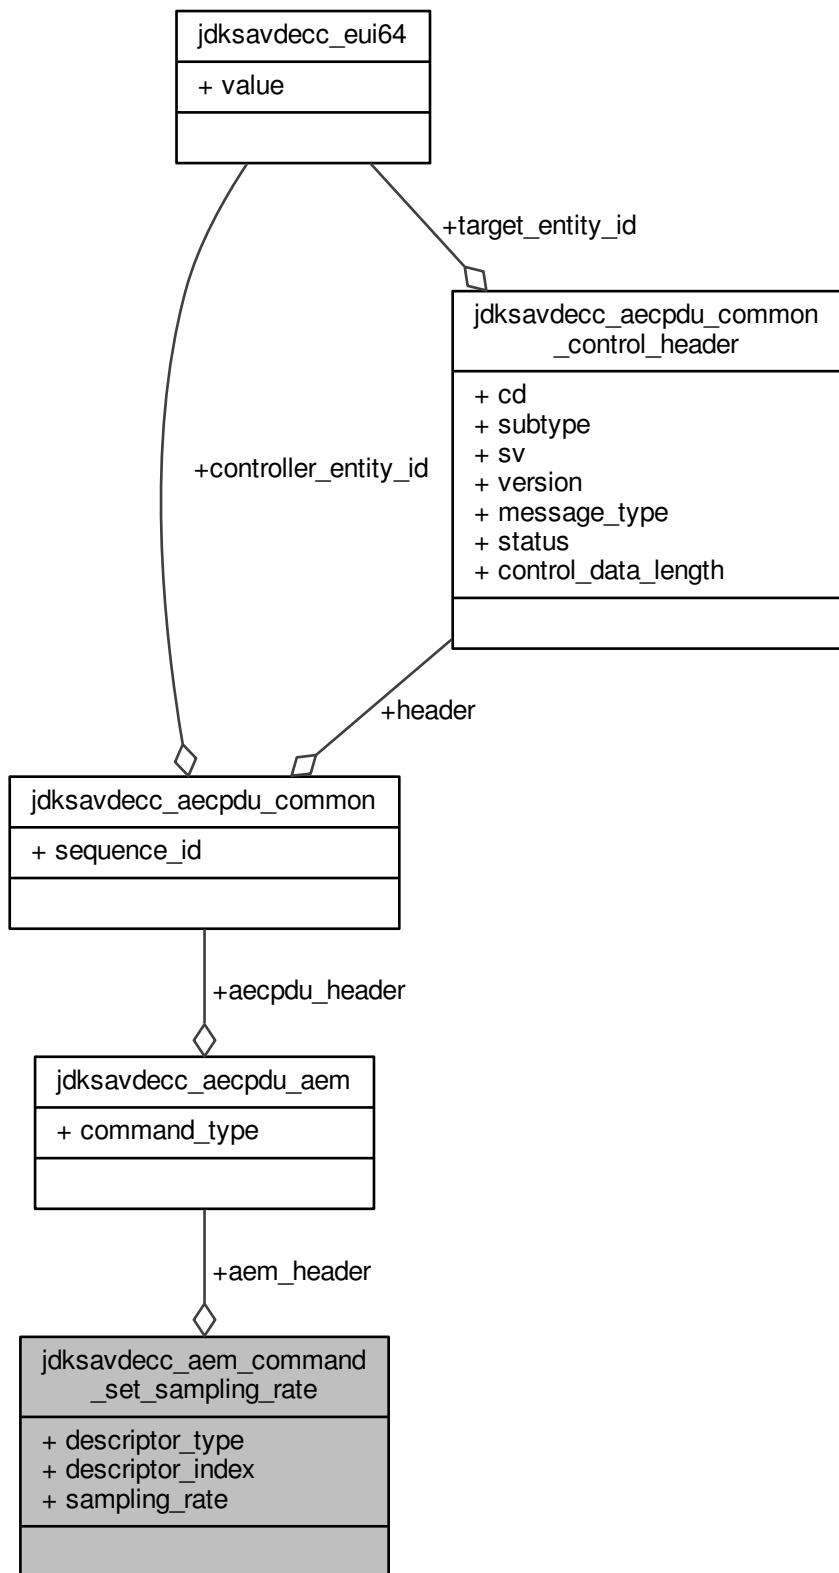 jdksavdecc_eui64
+ value
+target_entity_id
jdksavdecc_aecpdu_common
_control_header
+ cd
+ subtype
+ sv
+ version
+ message_type
+ status
+ control_data_length
+controller_entity_id
+header
jdksavdecc_aecpdu_common
+ sequence_id
+aecpdu_header
jdksavdecc_aecpdu_aem
+ command_type
+aem_header
jdksavdecc_aem_command
_set_sampling_rate
+ descriptor_type
+ descriptor_index
+ sampling_rate